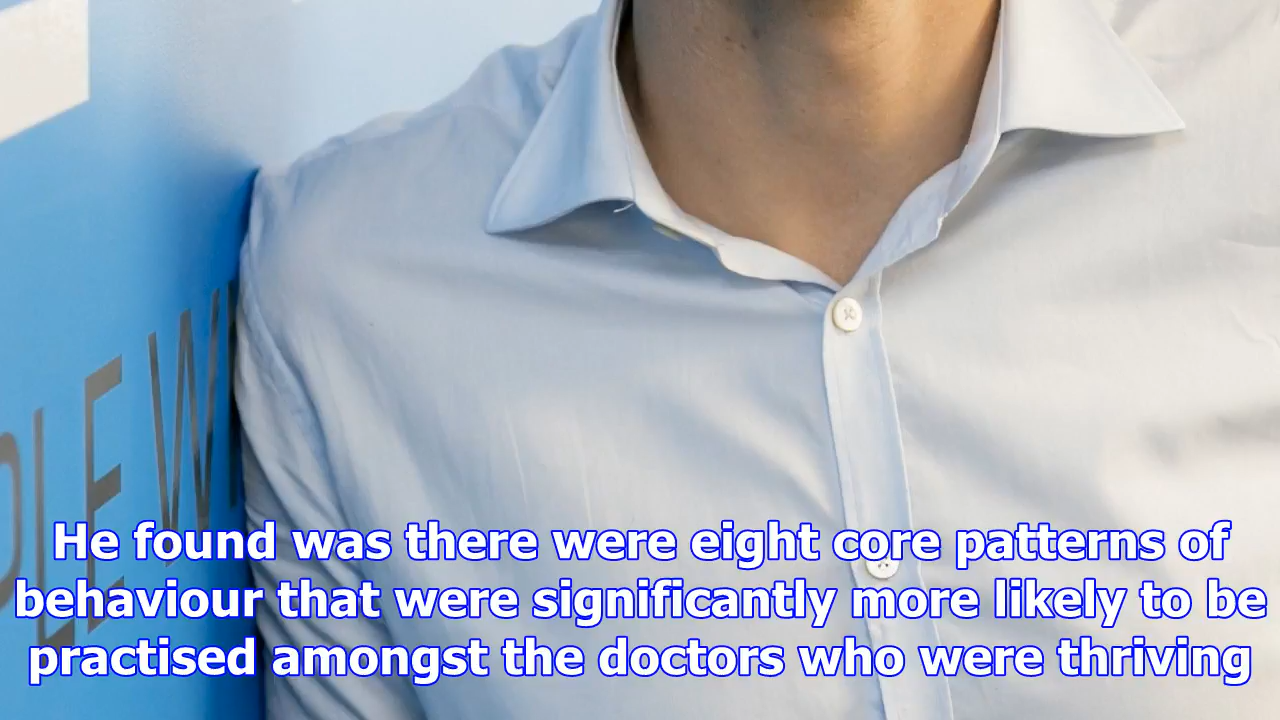 PLE W
He found was there were eight core patterns of
behaviour that were significantly more likely to be
practised amongst the doctors who were thriving